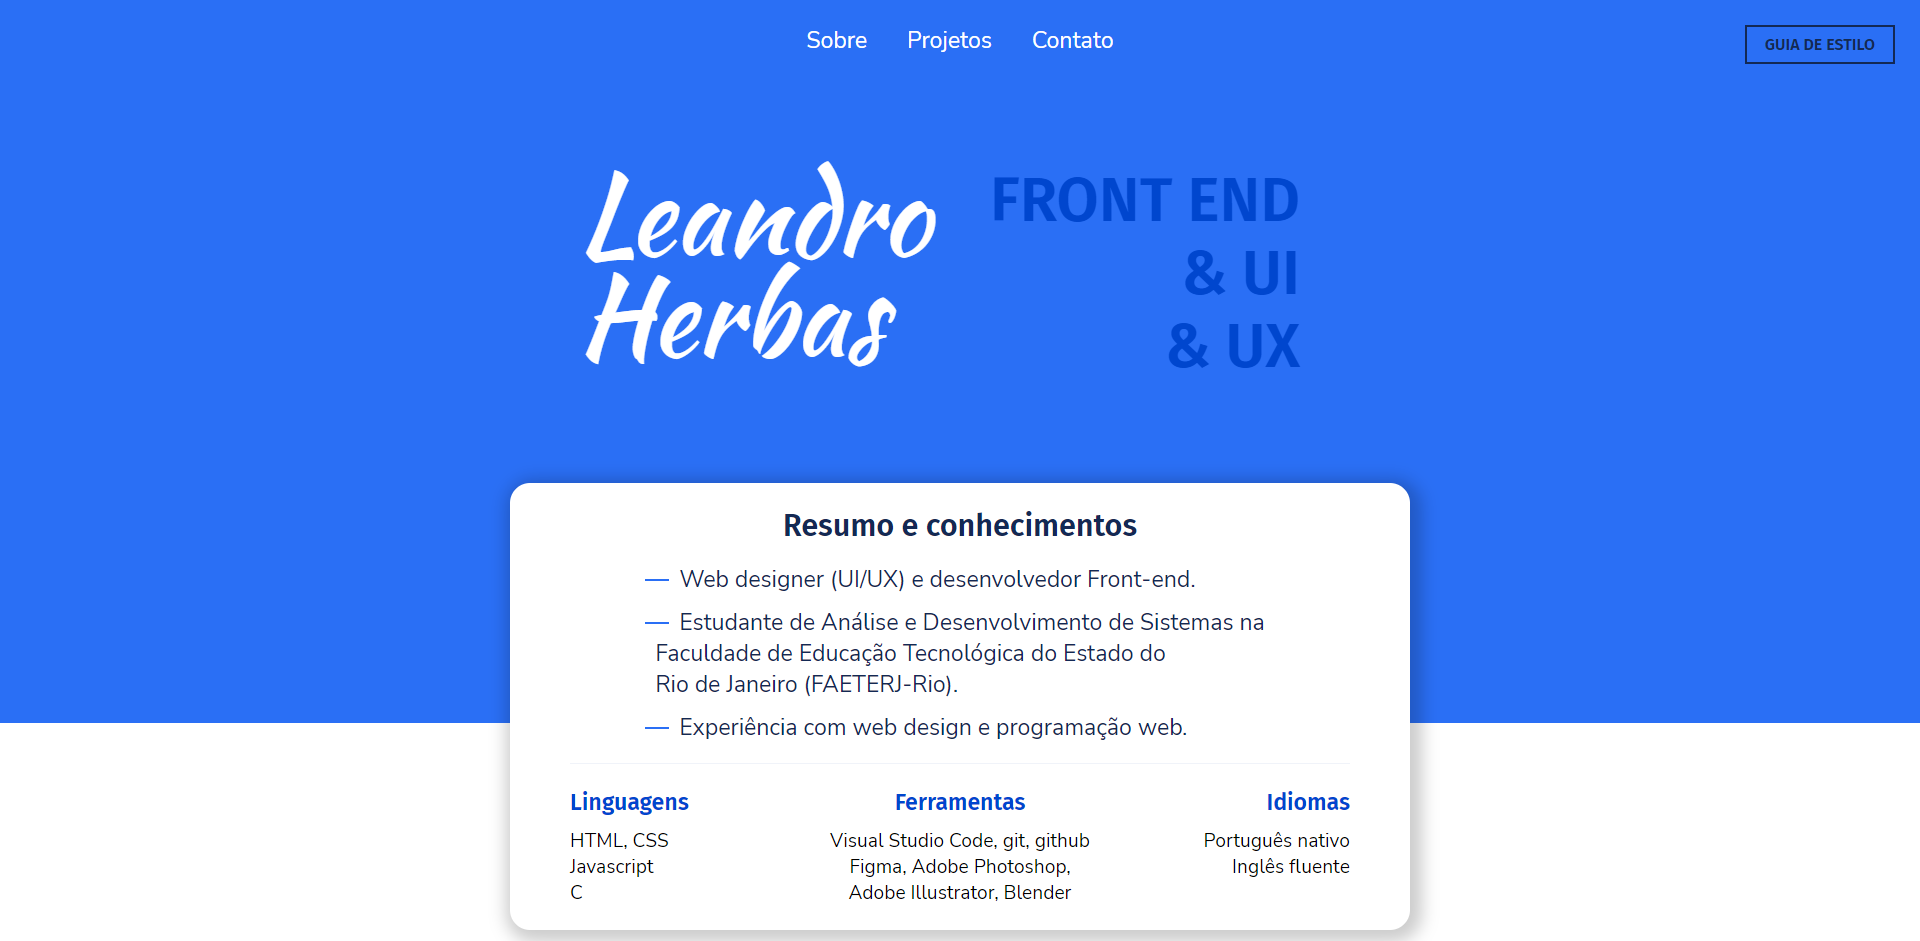 Sobre Projetos Contato
GUIA DE ESTILO
Leandro
Herbas
FRONT END
& UI
& UX
Resumo e conhecimentos
— Web designer (UI/UX) e desenvolvedor Front-end.
— Estudante de Análise e Desenvolvimento de Sistemas na
Faculdade de Educação Tecnológica do Estado do
Rio de Janeiro (FAETERJ-Rio).
— Experiência com web design e programação web.
Linguagens
HTML, CSS
Javascript
C
Ferramentas
Visual Studio Code, git, github
Figma, Adobe Photoshop,
Adobe Illustrator, Blender
Idiomas
Português nativo
Inglês fluente